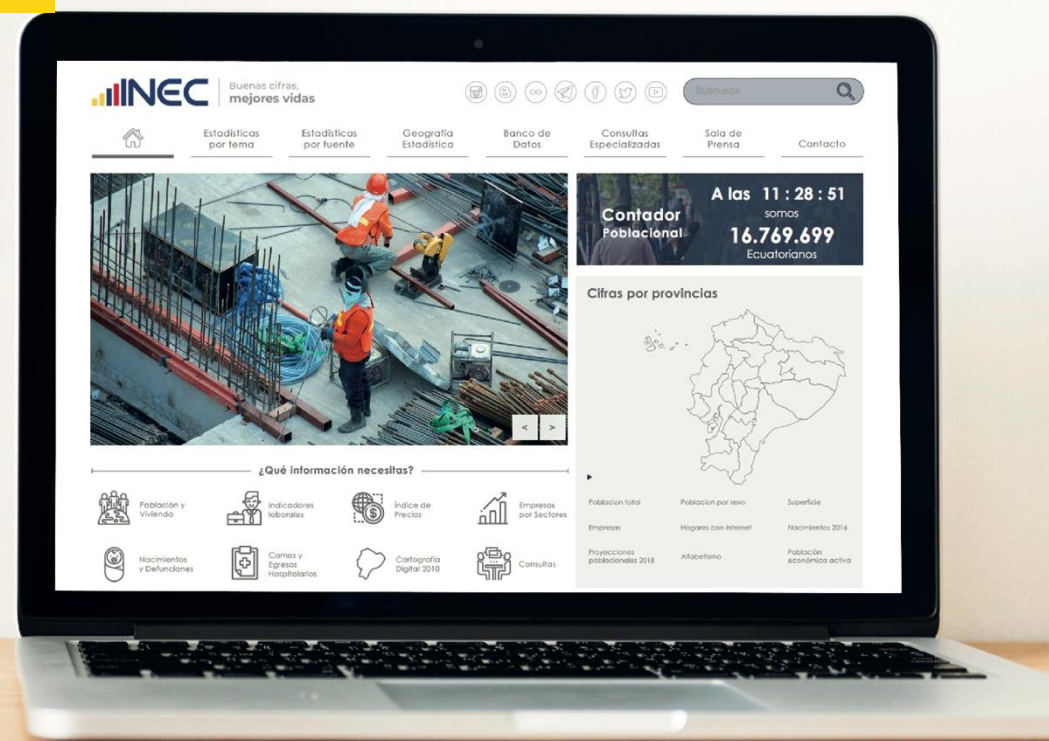 INEC
Buenas cifras,
mejores vidas
Búsqueda
Estadísticas
por tema
Estadísticas
por fuente
Geografía
Estadística
Banco de
Datos
Consultas
Especializadas
Sala de
Prensa
Contacto
Contador
Poblacional
A las 11 : 28 : 51
somos
16.769.699
Ecuatorianos
Cifras por provincias
< >
¿Qué información necesitas?
Población y
Vivienda
Indicadores
laborales
Índice de
Precios
Empresas
por Sectores
Nacimientos
y Defunciones
Camas y
Egresos
Hospitalarios
Cartografía
Digital 2010
Consultas
Poblacion total
Poblacion por sexo
Superficie
Empresas
Hogares con internet
Nacimientos 2016
Proyecciones
poblacionales 2018
Alfabetismo
Población
económica activa